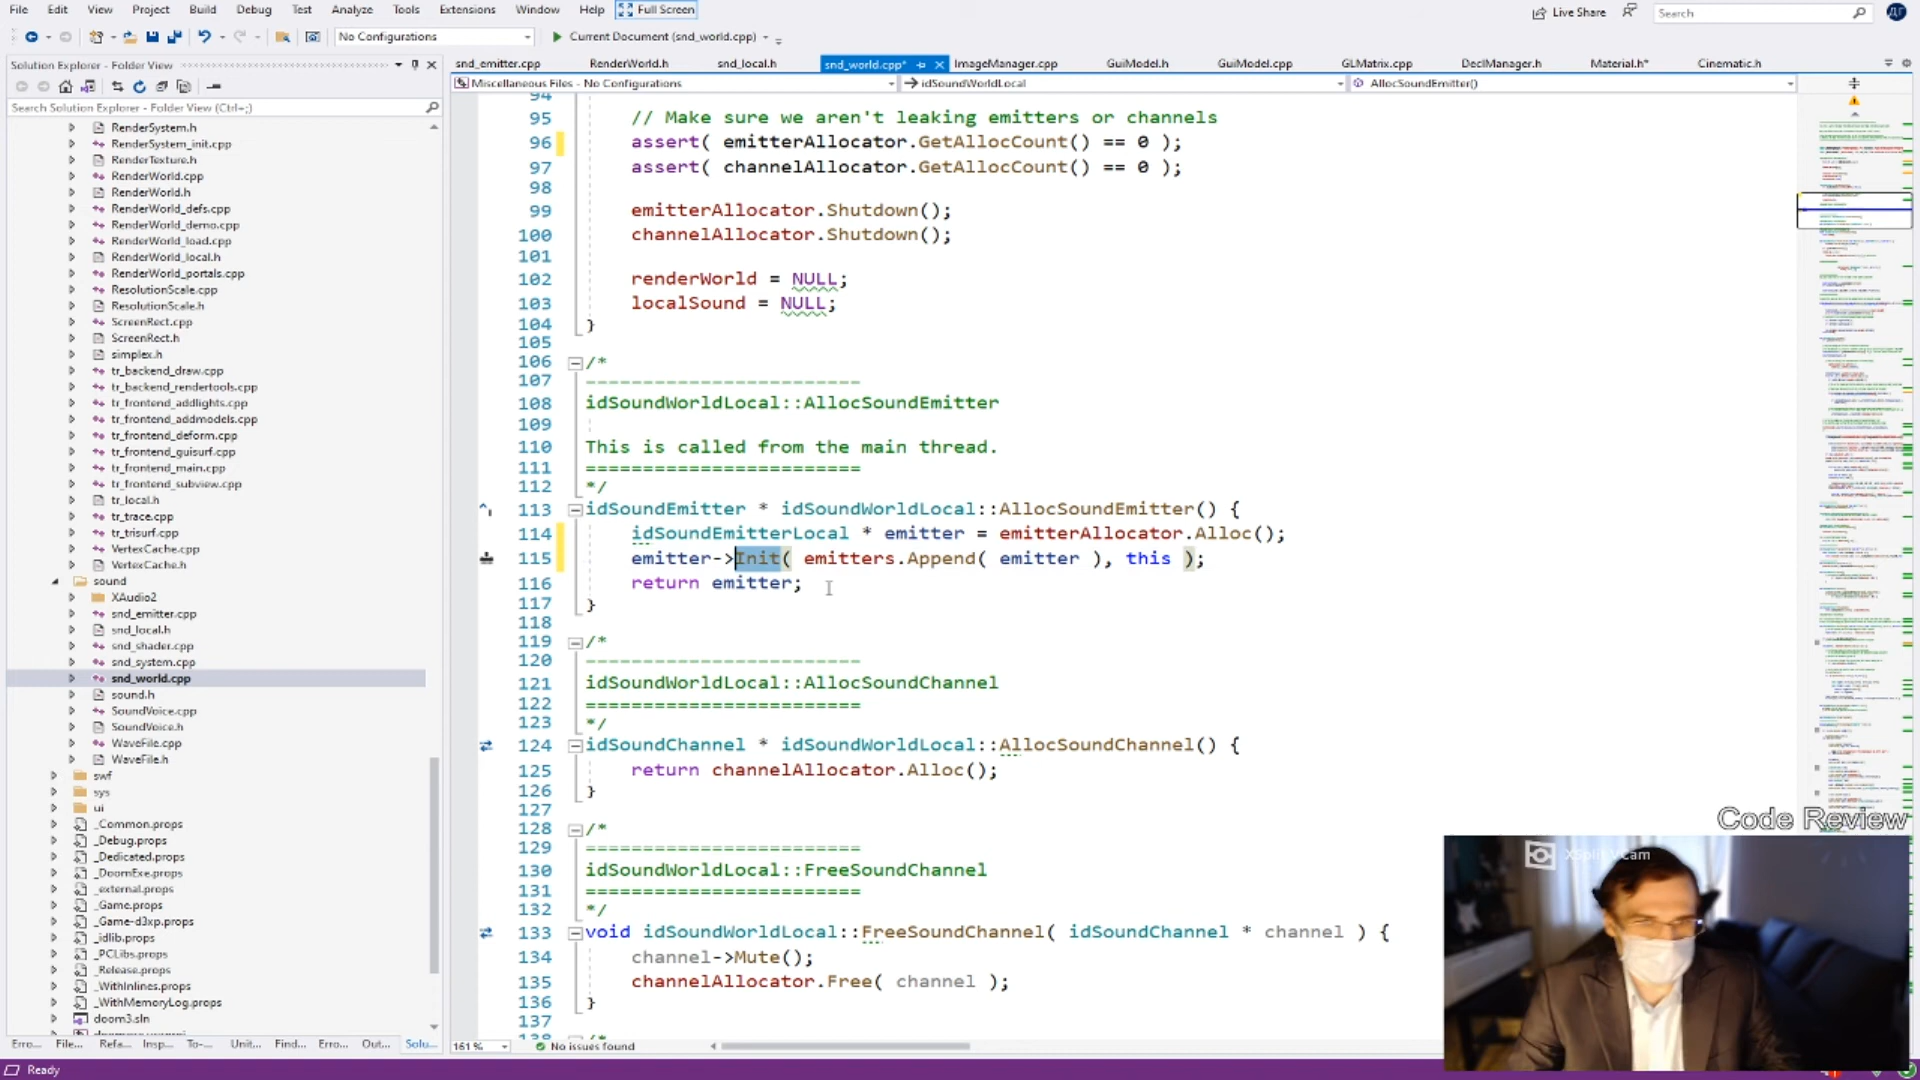 File Edit View Project Build Debug Test Analyze Tools Extensions Window Help Full Screen Live Share Search
No Configurations Current Document (snd_world.cpp)
Solution Explorer - Folder View
Search Solution Explorer - Folder View (Ctrl+;)
RenderSystem.h
RenderSystem_init.cpp
RenderTexture.h
RenderWorld.cpp
RenderWorld.h
RenderWorld_defs.cpp
RenderWorld_demo.cpp
RenderWorld_load.cpp
RenderWorld_local.h
RenderWorld_portals.cpp
ResolutionScale.cpp
ResolutionScale.h
ScreenRect.cpp
ScreenRect.h
simplex.h
tr_backend_draw.cpp
tr_backend_rendertools.cpp
tr_frontend_addlights.cpp
tr_frontend_addmodels.cpp
tr_frontend_deform.cpp
tr_frontend_guisurf.cpp
tr_frontend_main.cpp
tr_frontend_subview.cpp
tr_local.h
tr_trace.cpp
tr_trisurf.cpp
VertexCache.cpp
VertexCache.h
sound
XAudio2
snd_emitter.cpp
snd_local.h
snd_shader.cpp
snd_system.cpp
snd_world.cpp
sound.h
SoundVoice.cpp
SoundVoice.h
WaveFile.cpp
WaveFile.h
swf
sys
ui
_Common.props
_Debug.props
_Dedicated.props
_DoomExe.props
_external.props
_Game.props
_Game-d3xp.props
_idlib.props
_PCLibs.props
_Release.props
_WithInlines.props
_WithMemoryLog.props
doom3.sln
Erro... File... Refa... Insp... To-... Unit... Find... Erro... Out... Solu...
Ready
snd_emitter.cpp RenderWorld.h snd_local.h snd_world.cpp* ImageManager.cpp GuiModel.h GuiModel.cpp GLMatrix.cpp DeclManager.h Material.h* Cinematic.h
Miscellaneous Files - No Configurations idSoundWorldLocal AllocSoundEmitter()
94
95 // Make sure we aren't leaking emitters or channels
96 assert( emitterAllocator.GetAllocCount() == 0 );
97 assert( channelAllocator.GetAllocCount() == 0 );
98
99 emitterAllocator.Shutdown();
100 channelAllocator.Shutdown();
101
102 renderWorld = NULL;
103 localSound = NULL;
104 }
105
106 /*
107 ========================
108 idSoundWorldLocal::AllocSoundEmitter
109
110 This is called from the main thread.
111 ========================
112 */
113 idSoundEmitter * idSoundWorldLocal::AllocSoundEmitter() {
114 idSoundEmitterLocal * emitter = emitterAllocator.Alloc();
115 emitter->Init( emitters.Append( emitter ), this );
116 return emitter;
117 }
118
119 /*
120 ========================
121 idSoundWorldLocal::AllocSoundChannel
122 ========================
123 */
124 idSoundChannel * idSoundWorldLocal::AllocSoundChannel() {
125 return channelAllocator.Alloc();
126 }
127
128 /*
129 ========================
130 idSoundWorldLocal::FreeSoundChannel
131 ========================
132 */
133 void idSoundWorldLocal::FreeSoundChannel( idSoundChannel * channel ) {
134 channel->Mute();
135 channelAllocator.Free( channel );
136 }
137
138 /*
161 % No issues found
Code Review
XSplit VCam